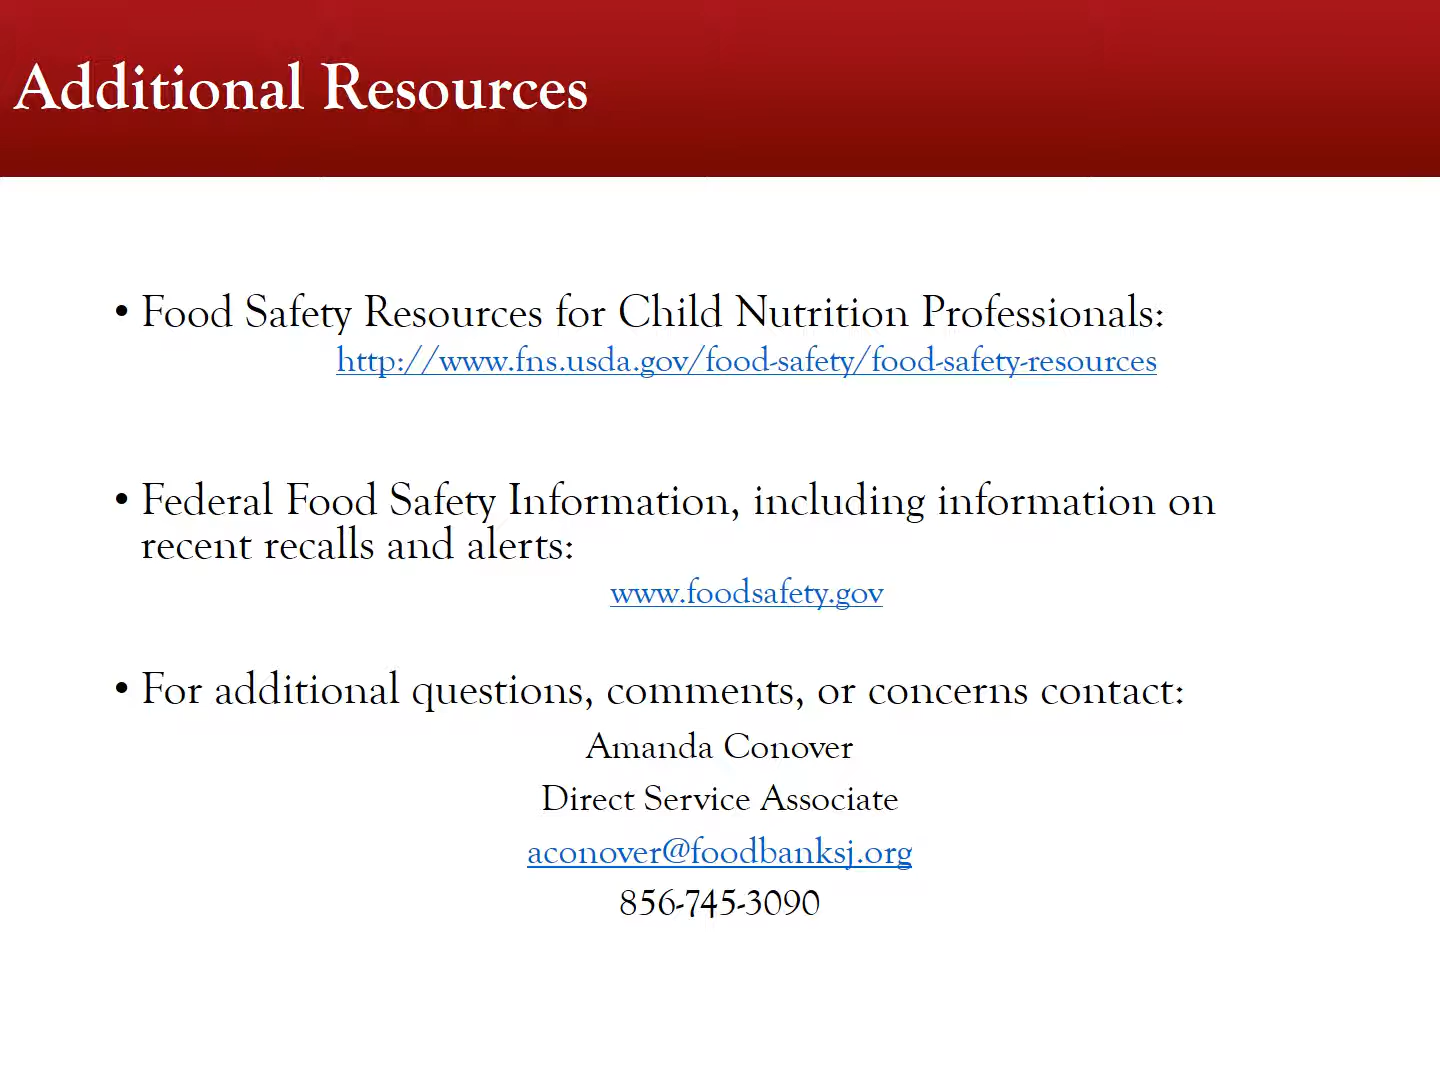 Additional Resources
• Food Safety Resources for Child Nutrition Professionals:
http://www.fns.usda.gov/food-safety/food-safety-resources
• Federal Food Safety Information, including information on
recent recalls and alerts:
www.foodsafety.gov
• For additional questions, comments, or concerns contact:
Amanda Conover
Direct Service Associate
aconover@foodbanksj.org
856-745-3090